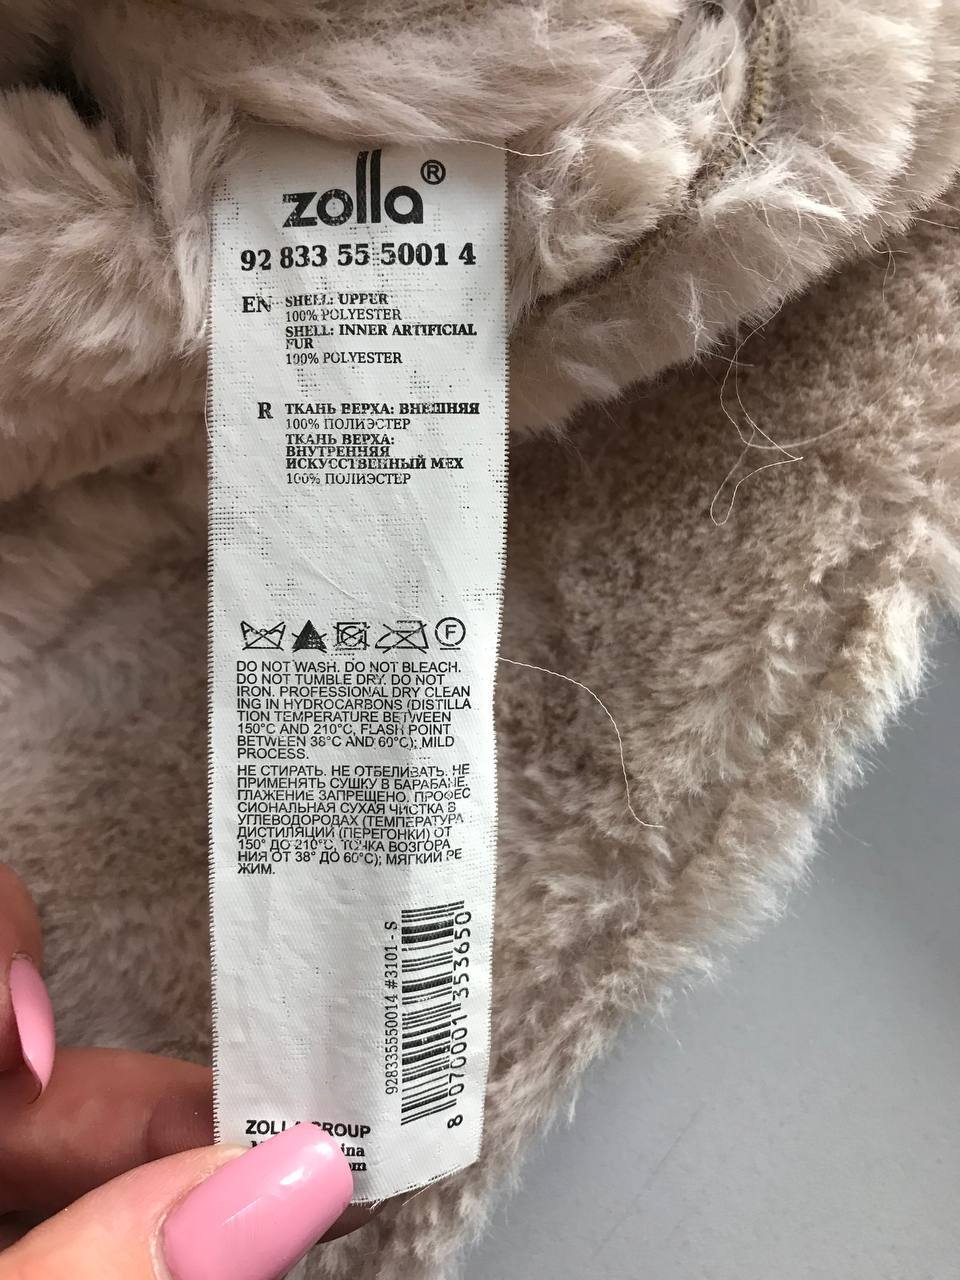 zolla®
92 833 55 5001 4
EN SHELL: UPPER
100% POLYESTER
SHELL: INNER ARTIFICIAL
FUR
100% POLYESTER
R ТКАНЬ ВЕРХА: ВНЕШНЯЯ
100% ПОЛИЭСТЕР
ТКАНЬ ВЕРХА:
ВНУТРЕННЯЯ
ИСКУССТВЕННЫЙ МЕХ
100% ПОЛИЭСТЕР
F
DO NOT WASH. DO NOT BLEACH.
DO NOT TUMBLE DRY. DO NOT
IRON. PROFESSIONAL DRY CLEAN
ING IN HYDROCARBONS (DISTILLA
TION TEMPERATURE BETWEEN
150°C AND 210°C, FLASH POINT
BETWEEN 38°C AND 60°C); MILD
PROCESS.
НЕ СТИРАТЬ. НЕ ОТБЕЛИВАТЬ. НЕ
ПРИМЕНЯТЬ СУШКУ В БАРАБАНЕ.
ГЛАЖЕНИЕ ЗАПРЕЩЕНО. ПРОФЕС
СИОНАЛЬНАЯ СУХАЯ ЧИСТКА В
УГЛЕВОДОРОДАХ (ТЕМПЕРАТУРА
ДИСТИЛЯЦИИ (ПЕРЕГОНКИ) ОТ
150° ДО 210°C, ТОЧКА ВОЗГОРА
НИЯ ОТ 38° ДО 60°C); МЯГКИЙ РЕ
ЖИМ.
928335550014 #3101 - S
8 070001 353650
ZOLLA GROUP